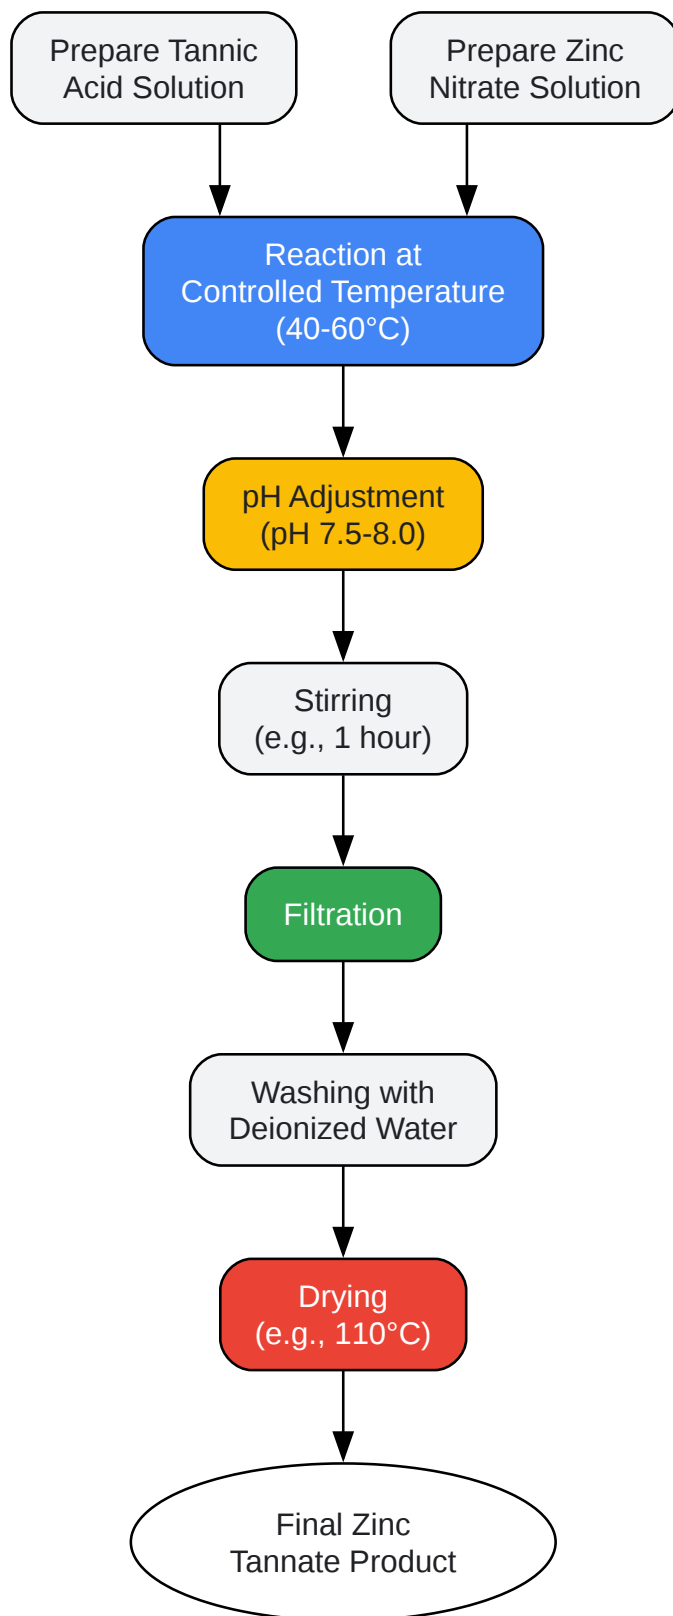 Prepare Tannic
Acid Solution
Prepare Zinc
Nitrate Solution
Reaction at
Controlled Temperature
(40-60°C)
pH Adjustment
(pH 7.5-8.0)
Stirring
(e.g., 1 hour)
Filtration
Washing with
Deionized Water
Drying
(e.g., 110°C)
Final Zinc
Tannate Product